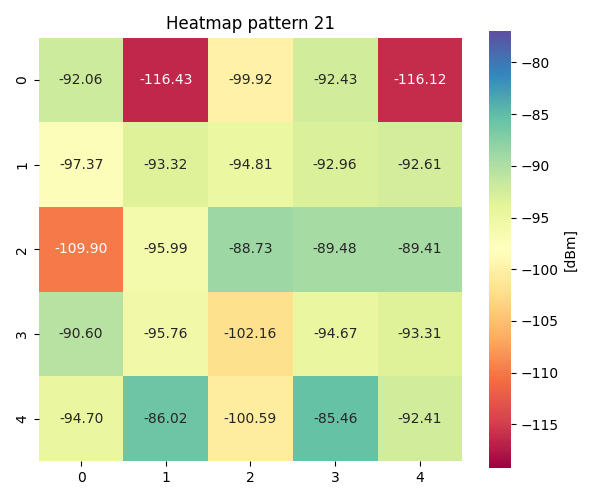 Heatmap pattern 21
0 -92.06 -116.43 -99.92 -92.43 -116.12
1 -97.37 -93.32 -94.81 -92.96 -92.61
2 -109.90 -95.99 -88.73 -89.48 -89.41
3 -90.60 -95.76 -102.16 -94.67 -93.31
4 -94.70 -86.02 -100.59 -85.46 -92.41
0 1 2 3 4
−80
−85
−90
−95
−100
−105
−110
−115
[dBm]